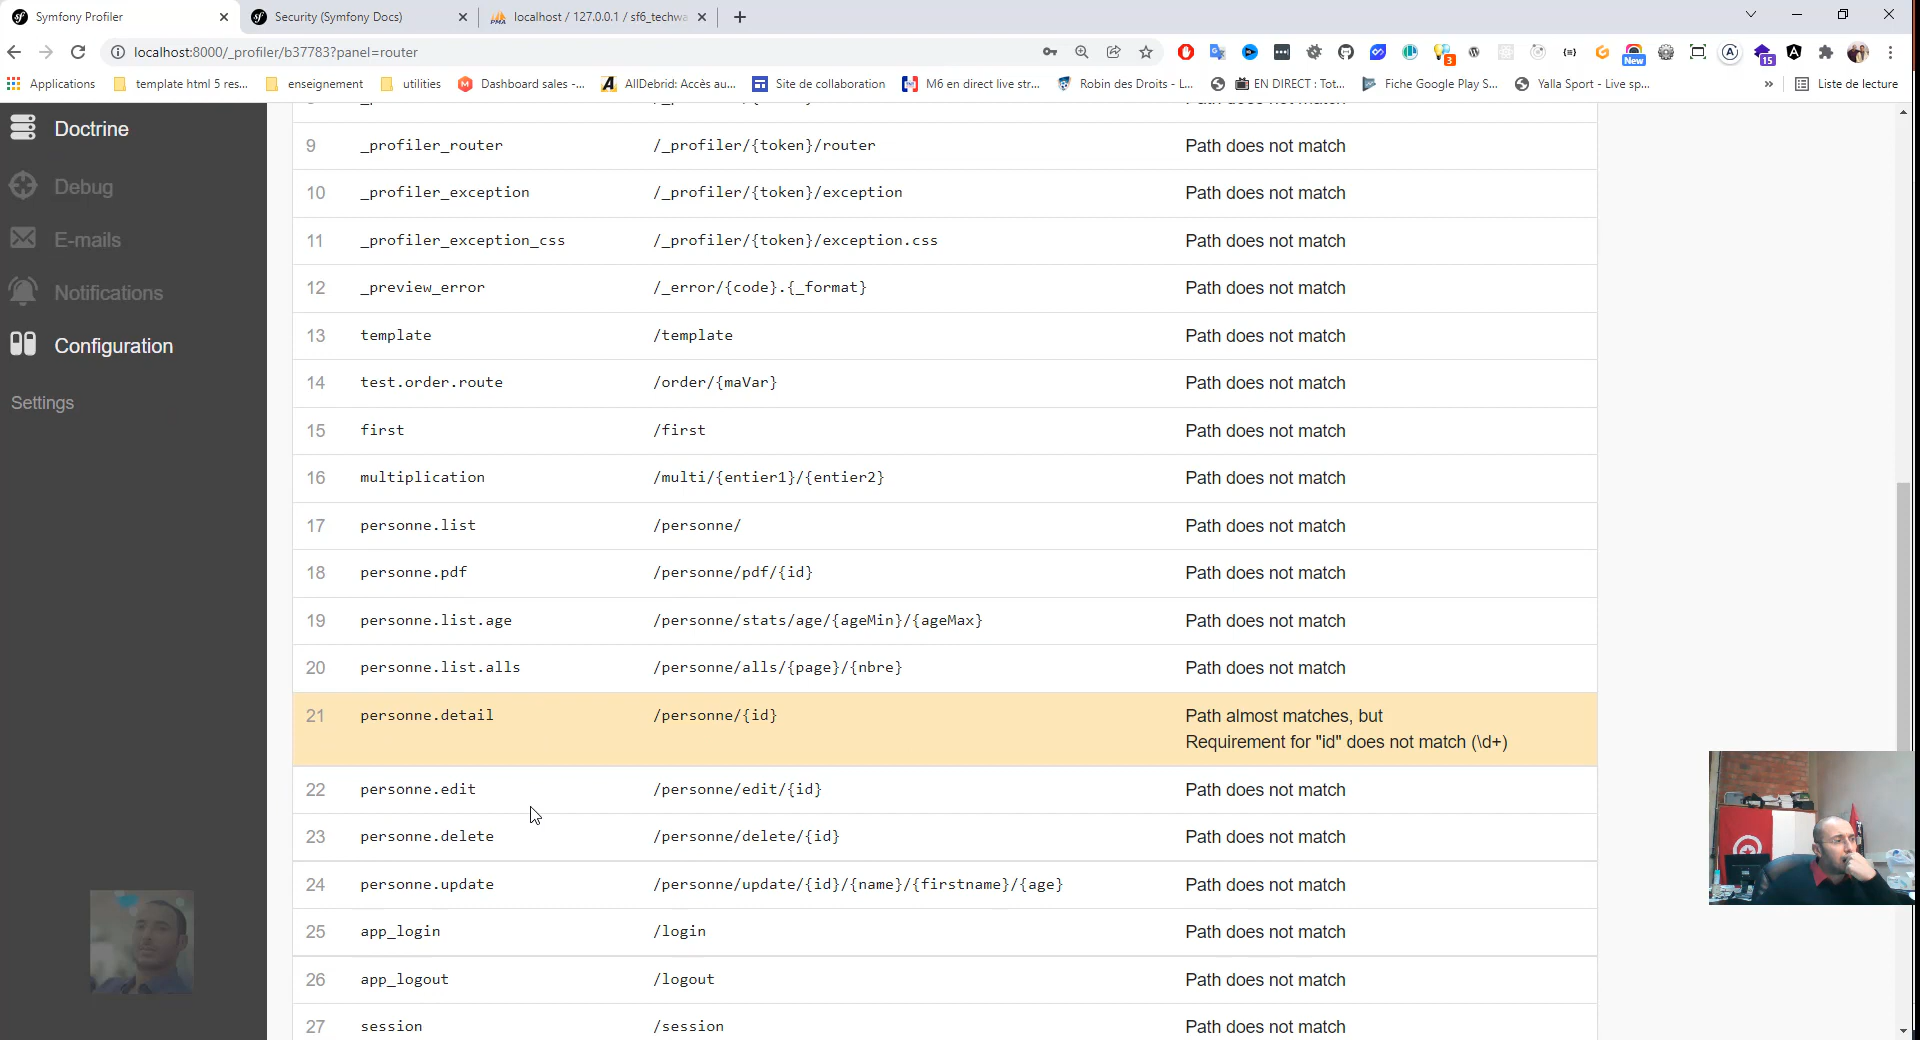 Symfony Profiler
Security (Symfony Docs)
localhost / 127.0.0.1 / sf6_techwa
localhost:8000/_profiler/b37783?panel=router
Applications
template html 5 res...
enseignement
utilities
Dashboard sales -...
AllDebrid: Accès au...
Site de collaboration
M6 en direct live str...
Robin des Droits - L...
EN DIRECT : Tot...
Fiche Google Play S...
Yalla Sport - Live sp...
»
Liste de lecture
3
New
15
Doctrine
Debug
E-mails
Notifications
Configuration
Settings
Path does not match
9 _profiler_router /_profiler/{token}/router Path does not match
10 _profiler_exception /_profiler/{token}/exception Path does not match
11 _profiler_exception_css /_profiler/{token}/exception.css Path does not match
12 _preview_error /_error/{code}.{_format} Path does not match
13 template /template Path does not match
14 test.order.route /order/{maVar} Path does not match
15 first /first Path does not match
16 multiplication /multi/{entier1}/{entier2} Path does not match
17 personne.list /personne/ Path does not match
18 personne.pdf /personne/pdf/{id} Path does not match
19 personne.list.age /personne/stats/age/{ageMin}/{ageMax} Path does not match
20 personne.list.alls /personne/alls/{page}/{nbre} Path does not match
21 personne.detail /personne/{id} Path almost matches, but
Requirement for "id" does not match (\d+)
22 personne.edit /personne/edit/{id} Path does not match
23 personne.delete /personne/delete/{id} Path does not match
24 personne.update /personne/update/{id}/{name}/{firstname}/{age} Path does not match
25 app_login /login Path does not match
26 app_logout /logout Path does not match
27 session /session Path does not match